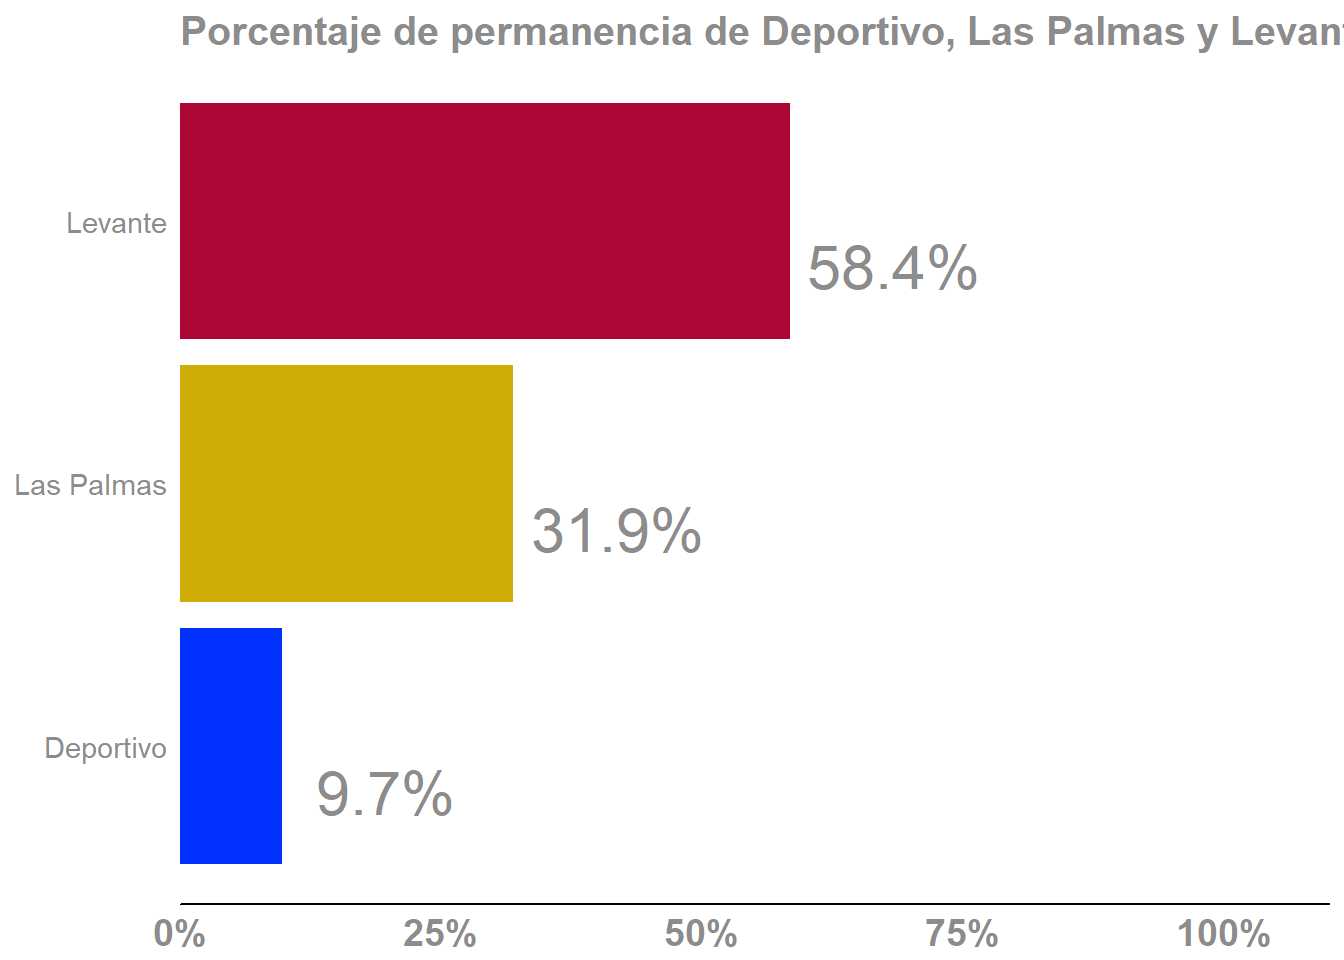 Porcentaje de permanencia de Deportivo, Las Palmas y Levan
Levante
58.4%
Las Palmas
31.9%
Deportivo
9.7%
0% 25% 50% 75% 100%